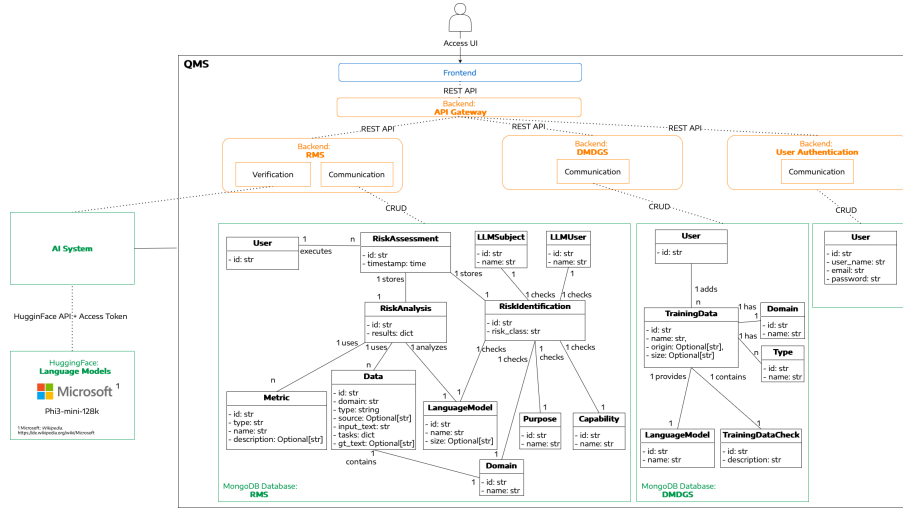 Access UI
QMS
Frontend
REST API
Backend:
API Gateway
REST API
REST API
REST API
Backend:
RMS
Verification
Communication
Backend:
DMDGS
Communication
Backend:
User Authentication
Communication
CRUD
CRUD
CRUD
AI System
HugginFace API + Access Token
HuggingFace:
Language Models
Microsoft 1
Phi3-mini-128k
1 Microsoft: Wikipedia
https://de.wikipedia.org/wiki/Microsoft
User
- id: str
1
n
executes
RiskAssessment
- id: str
- timestamp: time
LLMSubject
- id: str
- name: str
LLMUser
- id: str
- name: str
1 stores
1
1 stores
1
1
1 checks
1
1 checks
RiskAnalysis
- id: str
- results: dict
RiskIdentification
- id: str
- risk_class: str
1 uses
1 uses
1 analyzes
1 checks
1 checks
1 checks
1 checks
n
n
1
1
1
1
Metric
- id: str
- type: str
- name: str
- description: Optional[str]
Data
- id: str
- domain: str
- type: string
- source: Optional[str]
- input_text: str
- tasks: dict
- gt_text: Optional[str]
LanguageModel
- id: str
- name: str
- size: Optional[str]
Purpose
- id: str
- name: str
Capability
- id: str
- name: str
1
contains
1
Domain
- id: str
- name: str
MongoDB Database:
RMS
User
- id: str
1 adds
n
TrainingData
- id: str
- name: str,
- origin: Optional[str],
- size: Optional[str]
1 has
1
1 has
n
Domain
- id: str
- name: str
Type
- id: str
- name: str
1 provides
1 contains
1
1
LanguageModel
- id: str
- name: str
TrainingDataCheck
- id: str
- description: str
MongoDB Database:
DMDGS
User
- id: str
- user_name: str
- email: str
- password: str